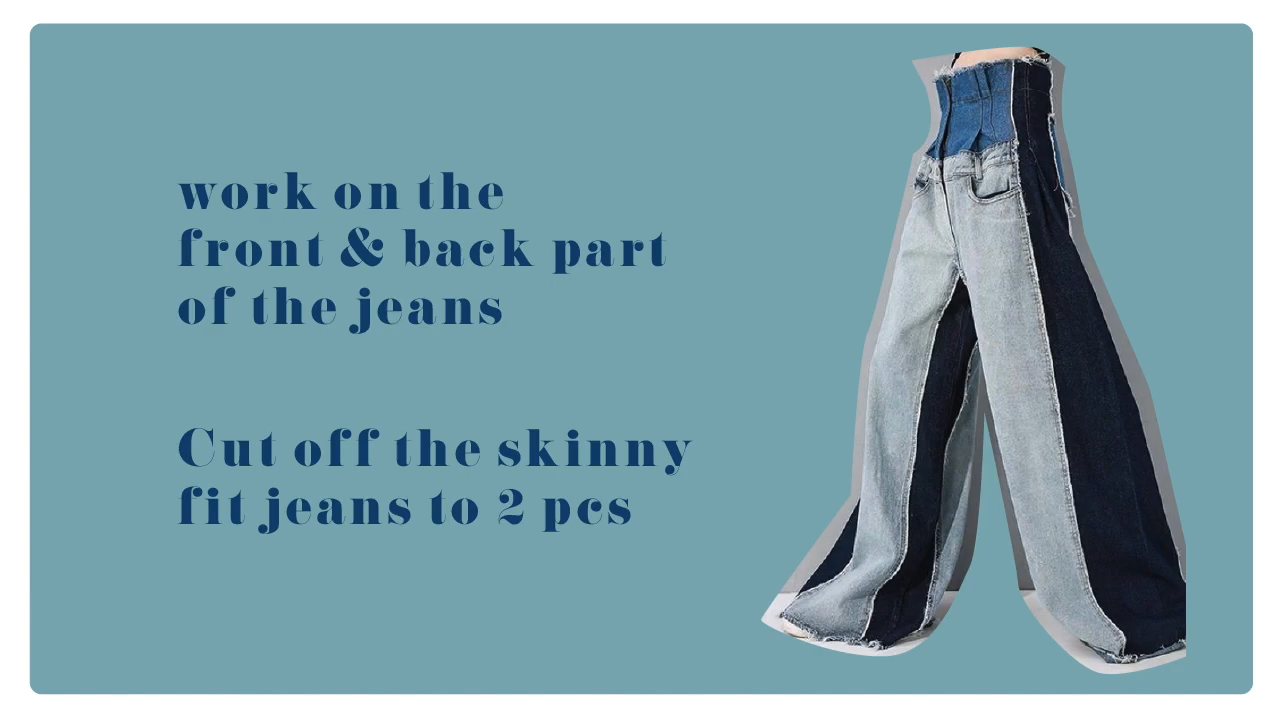 work on the
front & back part
of the jeans
Cut off the skinny
fit jeans to 2 pcs